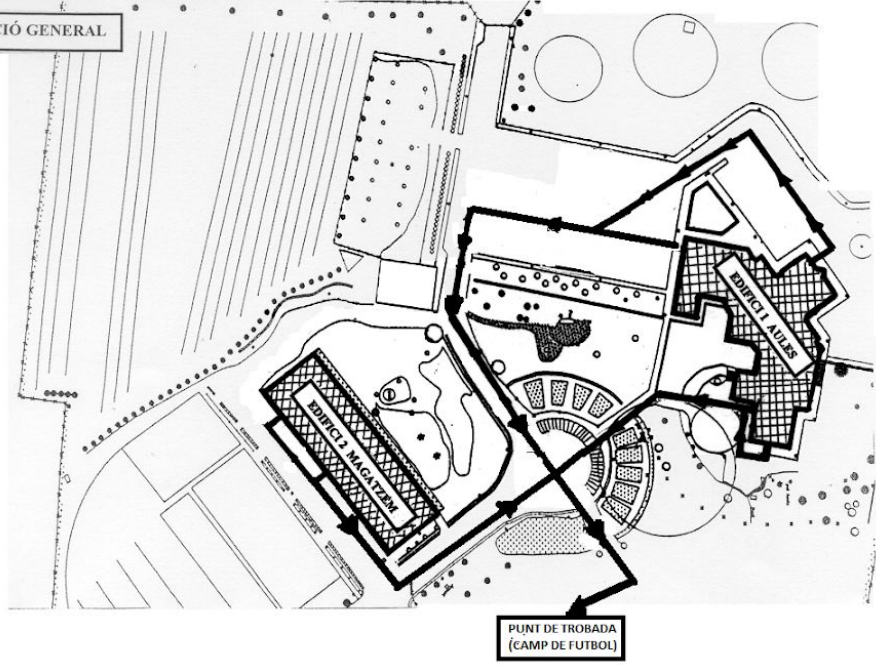 CIÓ GENERAL
EDIFICI 1 AULES
EDIFICI 2 MAGATZEM
PUNT DE TROBADA
(CAMP DE FUTBOL)